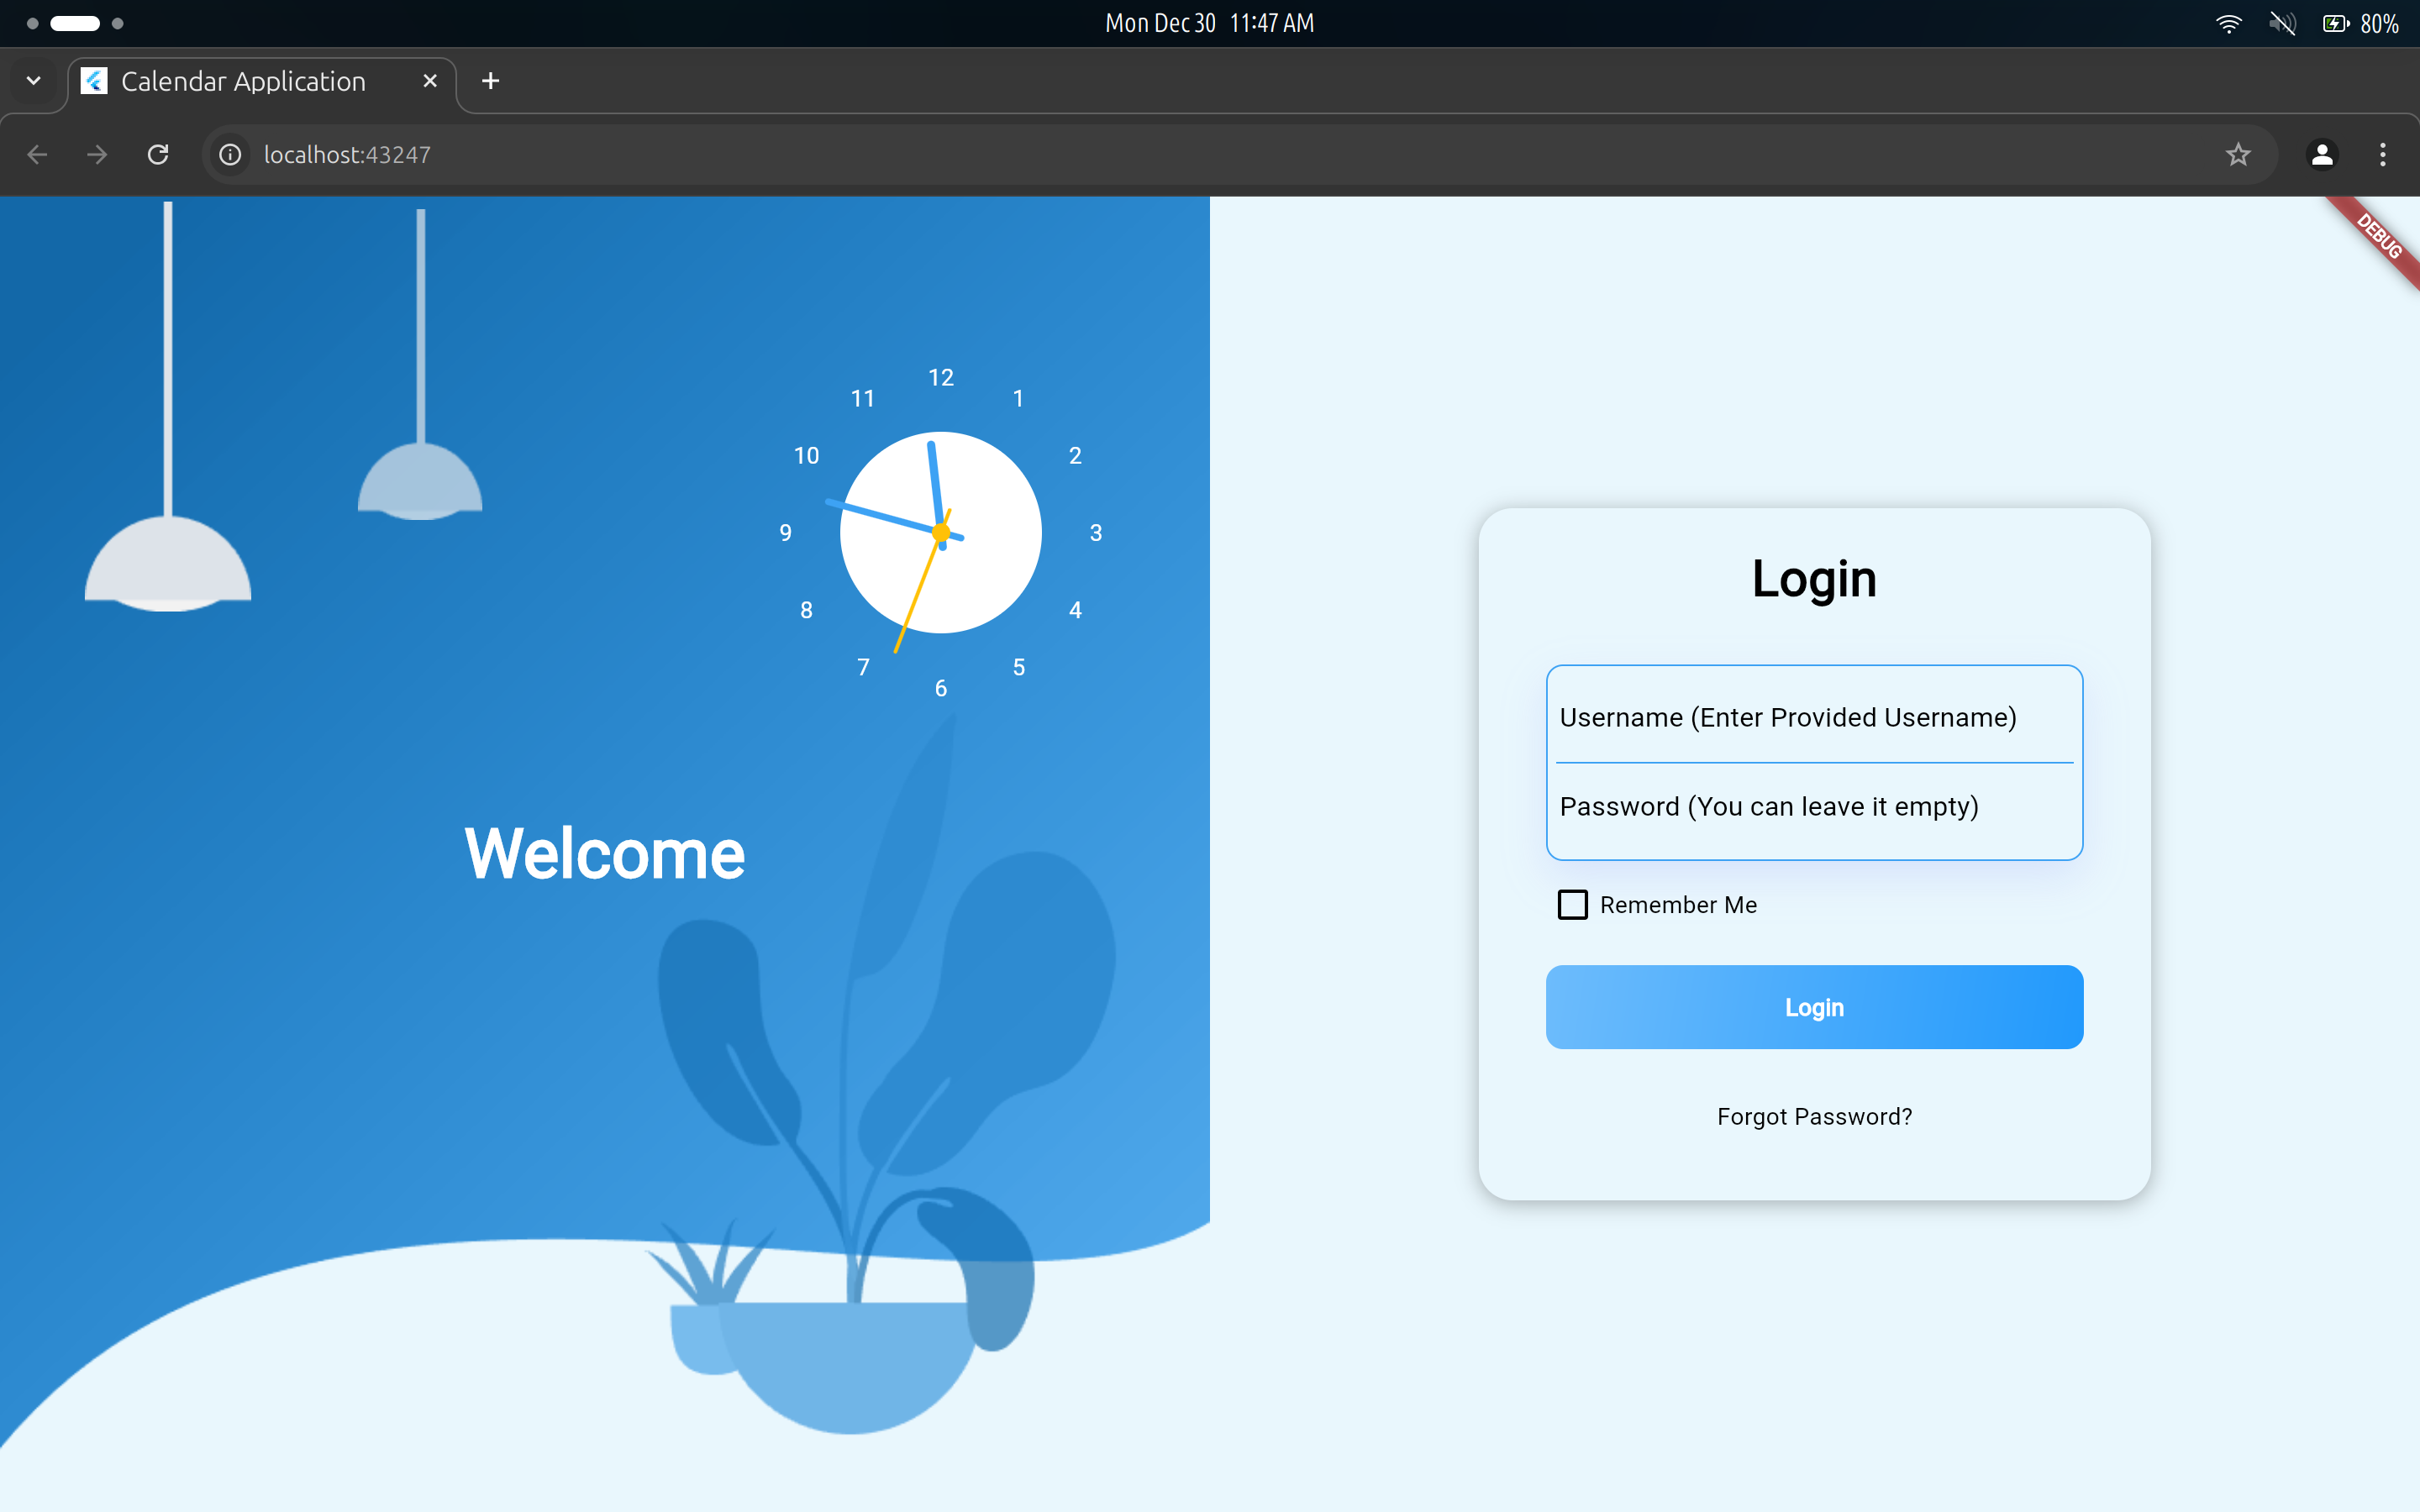 Mon Dec 30 11:47 AM
80%
Calendar Application
localhost:43247
DEBUG
12
11
1
10
2
9
3
8
4
7
5
6
Welcome
Login
Username (Enter Provided Username)
Password (You can leave it empty)
Remember Me
Login
Forgot Password?